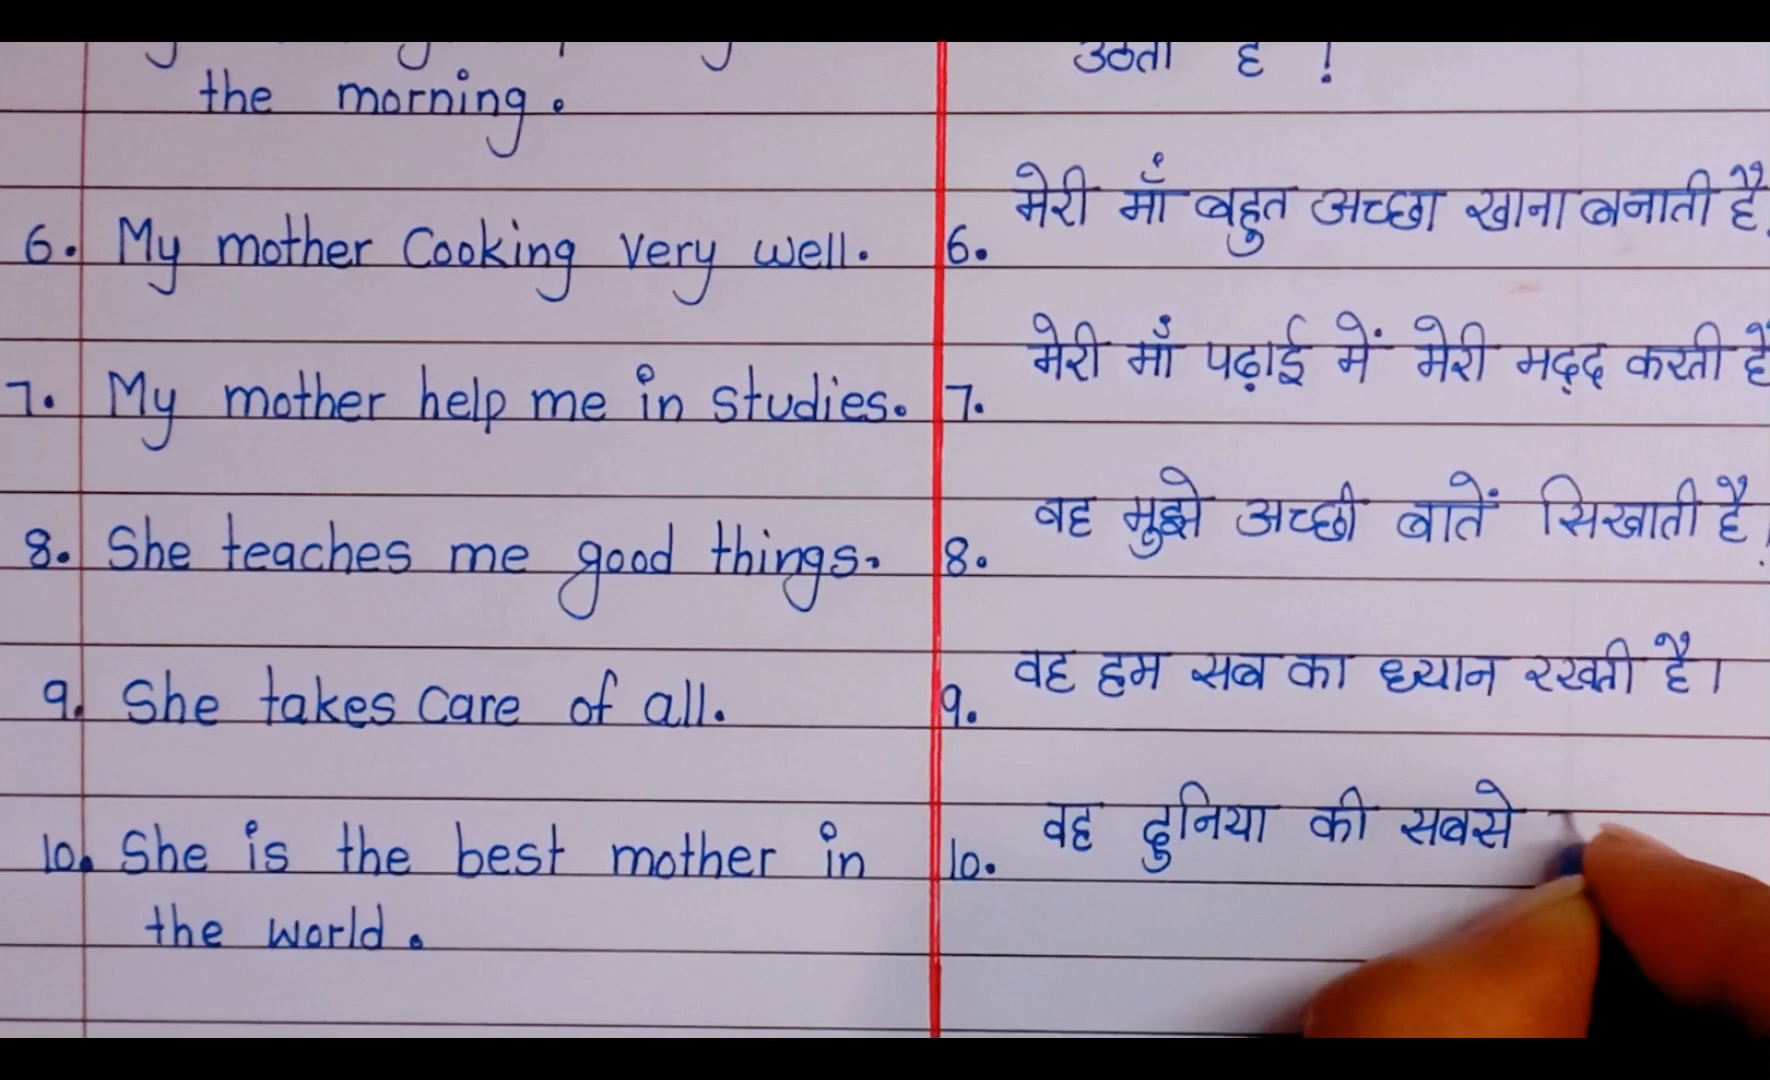 the morning.
उठती है !
6. My mother Cooking very well.
6. मेरी माँ बहुत अच्छा खाना बनाती है
7. My mother help me in studies.
7. मेरी माँ पढ़ाई में मेरी मद्द करती है
8. She teaches me good things.
8. वह मुझे अच्छी बातें सिखाती है।
9. She takes care of all.
9. वह हम सब का ध्यान रखती है।
10. She is the best mother in
the world.
10. वह दुनिया की सबसे